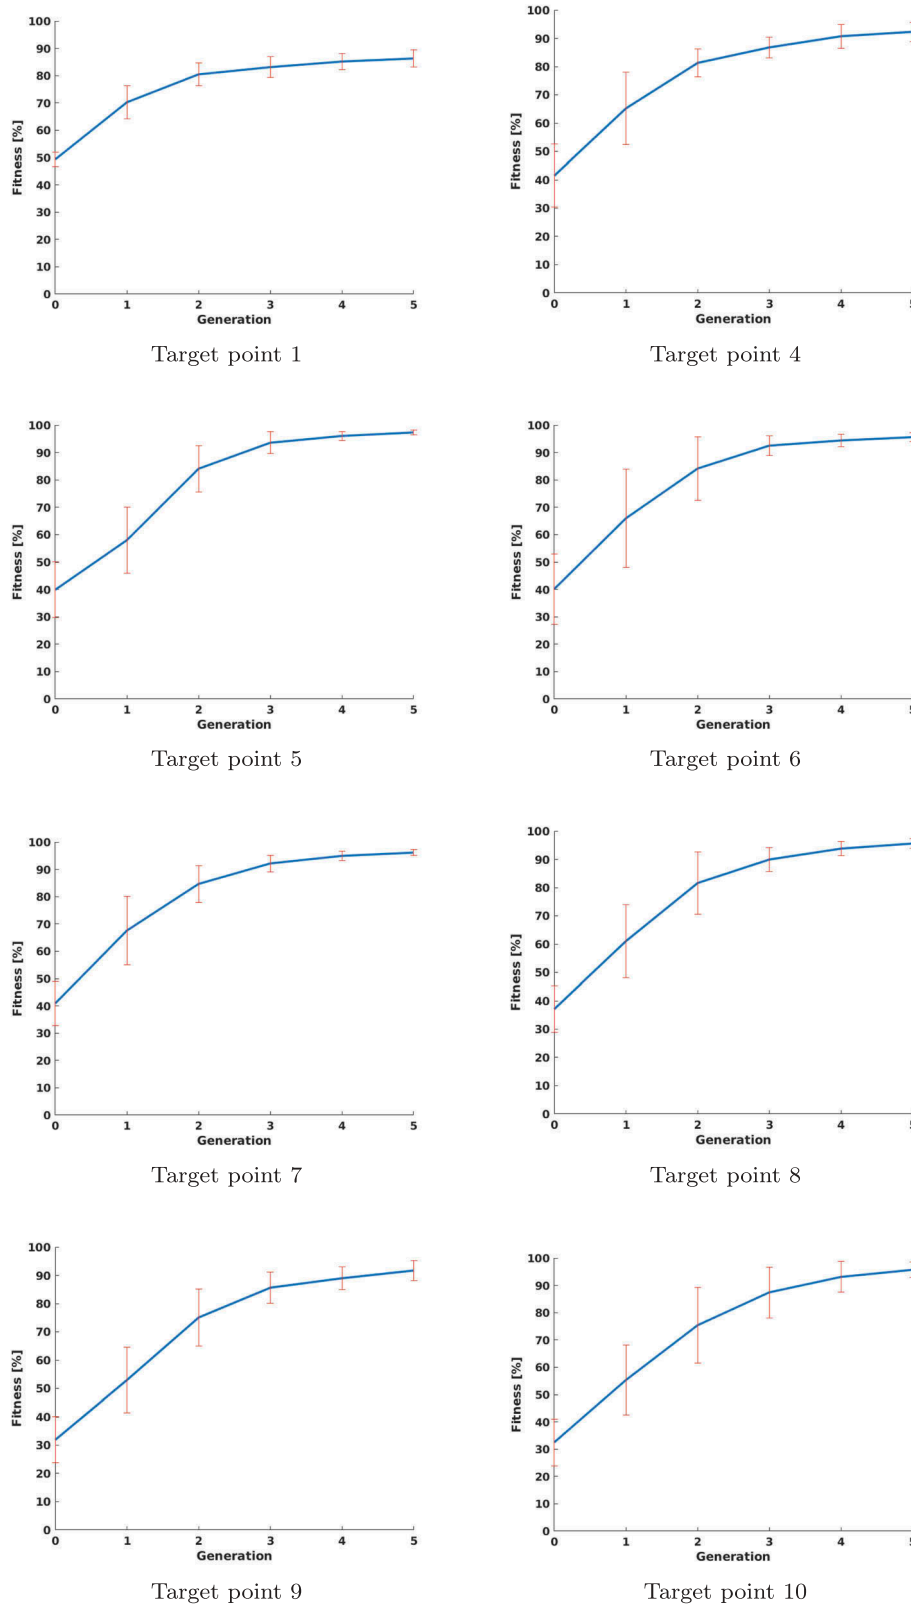 100
90
80
70
60
50
40
30
20
10
0
Fitness [%]
0 1 2 3 4 5
Generation
Target point 1
100
90
80
70
60
50
40
30
20
10
0
Fitness [%]
0 1 2 3 4 5
Generation
Target point 4
100
90
80
70
60
50
40
30
20
10
0
Fitness [%]
0 1 2 3 4 5
Generation
Target point 5
100
90
80
70
60
50
40
30
20
10
0
Fitness [%]
0 1 2 3 4 5
Generation
Target point 6
100
90
80
70
60
50
40
30
20
10
0
Fitness [%]
0 1 2 3 4 5
Generation
Target point 7
100
90
80
70
60
50
40
30
20
10
0
Fitness [%]
0 1 2 3 4 5
Generation
Target point 8
100
90
80
70
60
50
40
30
20
10
0
Fitness [%]
0 1 2 3 4 5
Generation
Target point 9
100
90
80
70
60
50
40
30
20
10
0
Fitness [%]
0 1 2 3 4 5
Generation
Target point 10